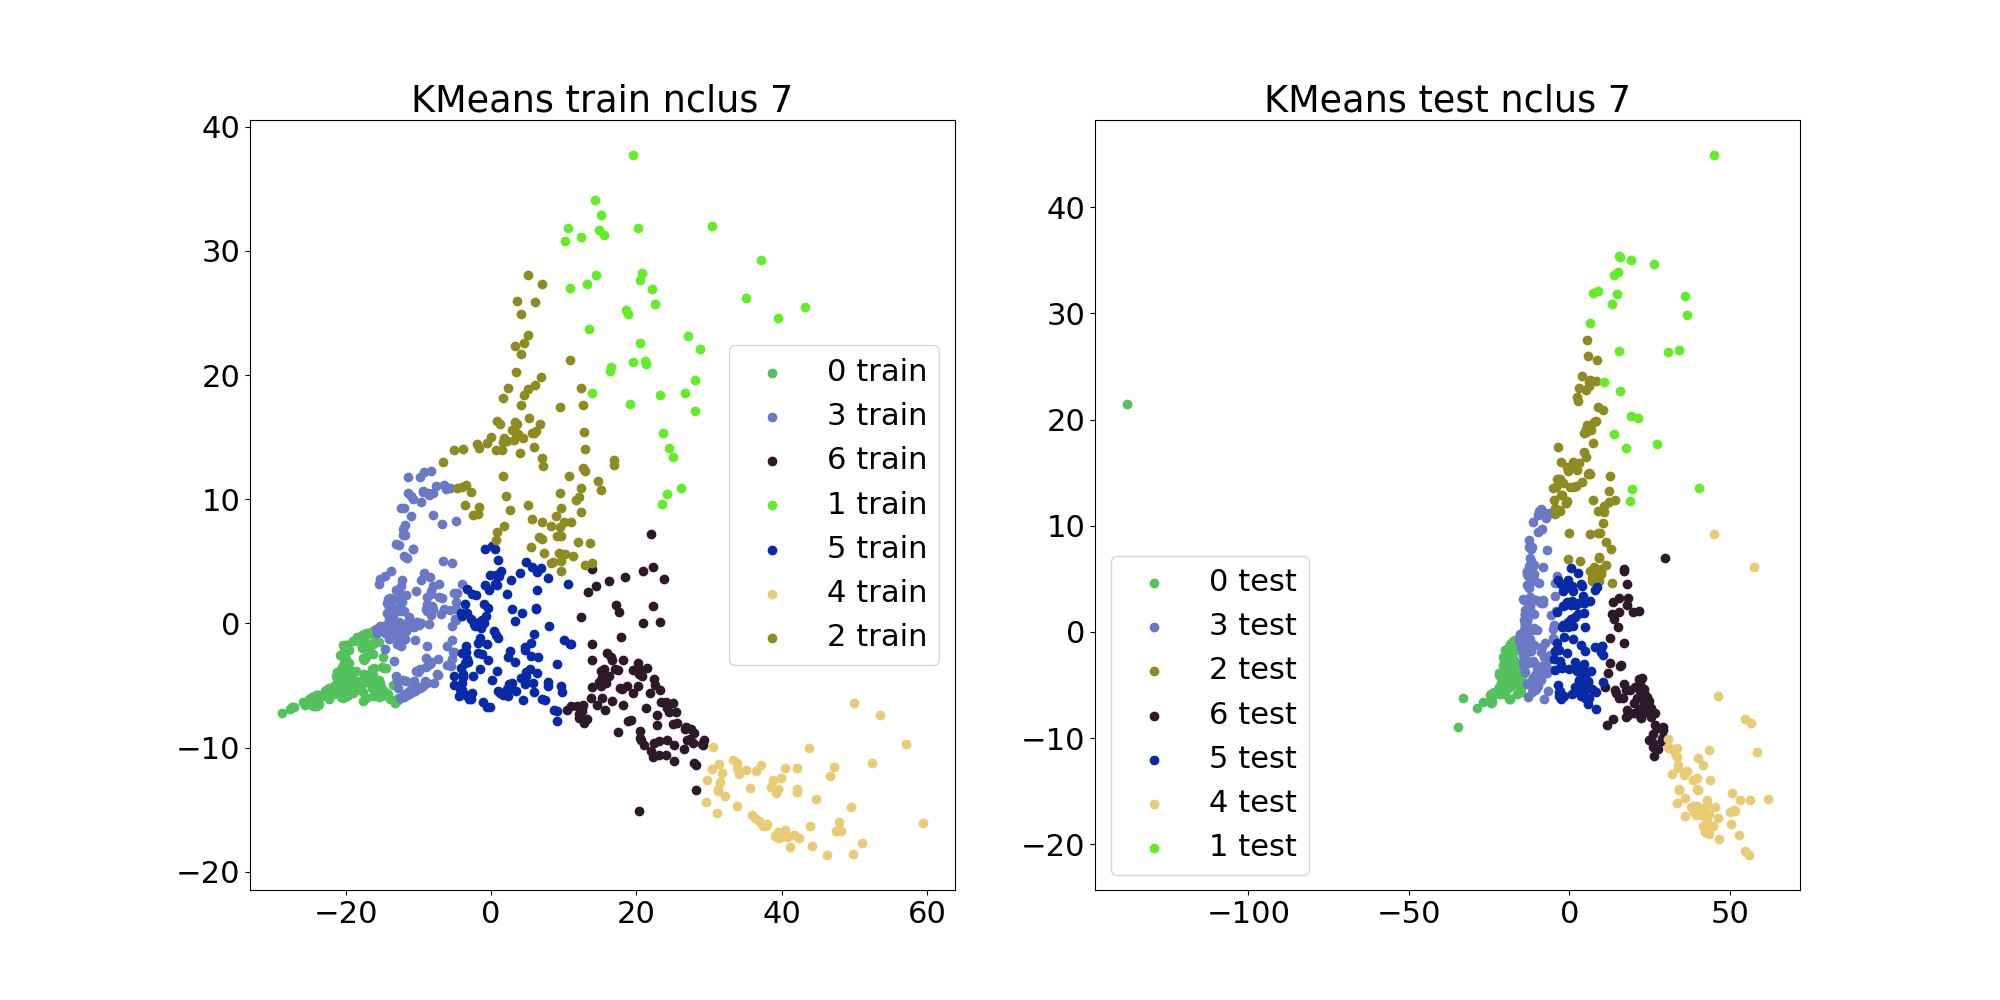 KMeans train nclus 7
40
30
20
10
0
−10
−20
−20 0 20 40 60
0 train
3 train
6 train
1 train
5 train
4 train
2 train
KMeans test nclus 7
40
30
20
10
0
−10
−20
−100 −50 0 50
0 test
3 test
2 test
6 test
5 test
4 test
1 test